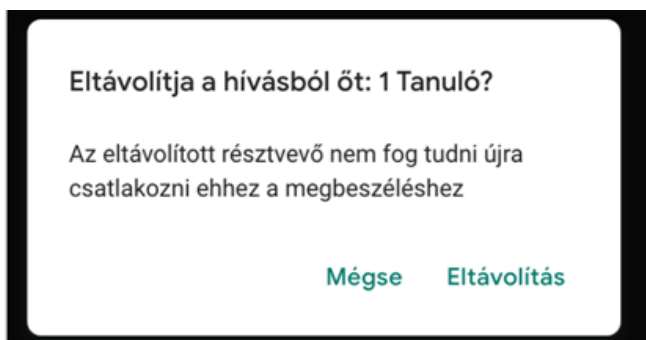 Eltávolítja a hívásból őt: 1 Tanuló?
Az eltávolított résztvevő nem fog tudni újra
csatlakozni ehhez a megbeszéléshez
Mégse Eltávolítás